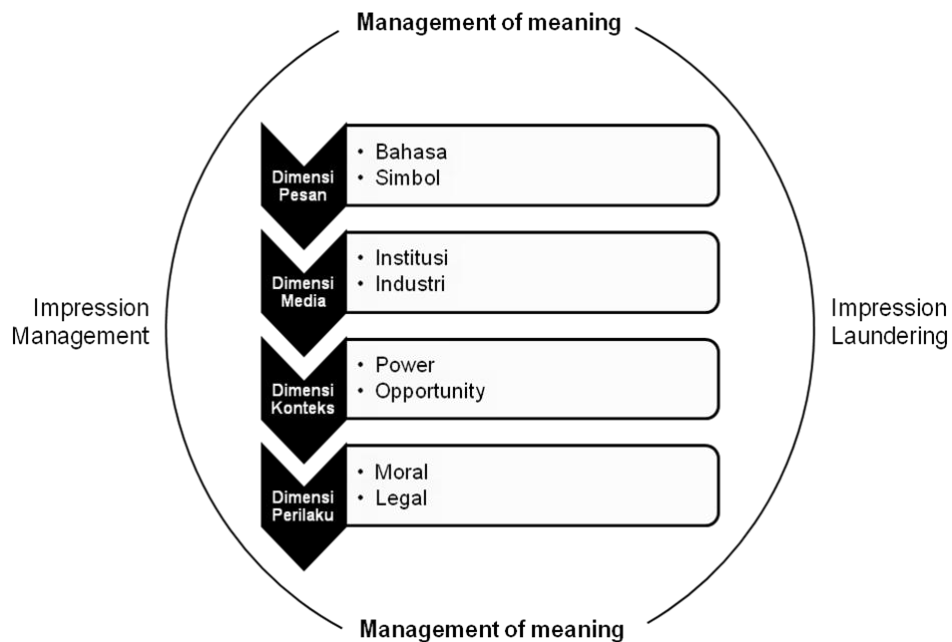 Management of meaning
Dimensi
Pesan
• Bahasa
• Simbol
Dimensi
Media
• Institusi
• Industri
Impression
Management
Impression
Laundering
Dimensi
Konteks
• Power
• Opportunity
Dimensi
Perilaku
• Moral
• Legal
Management of meaning